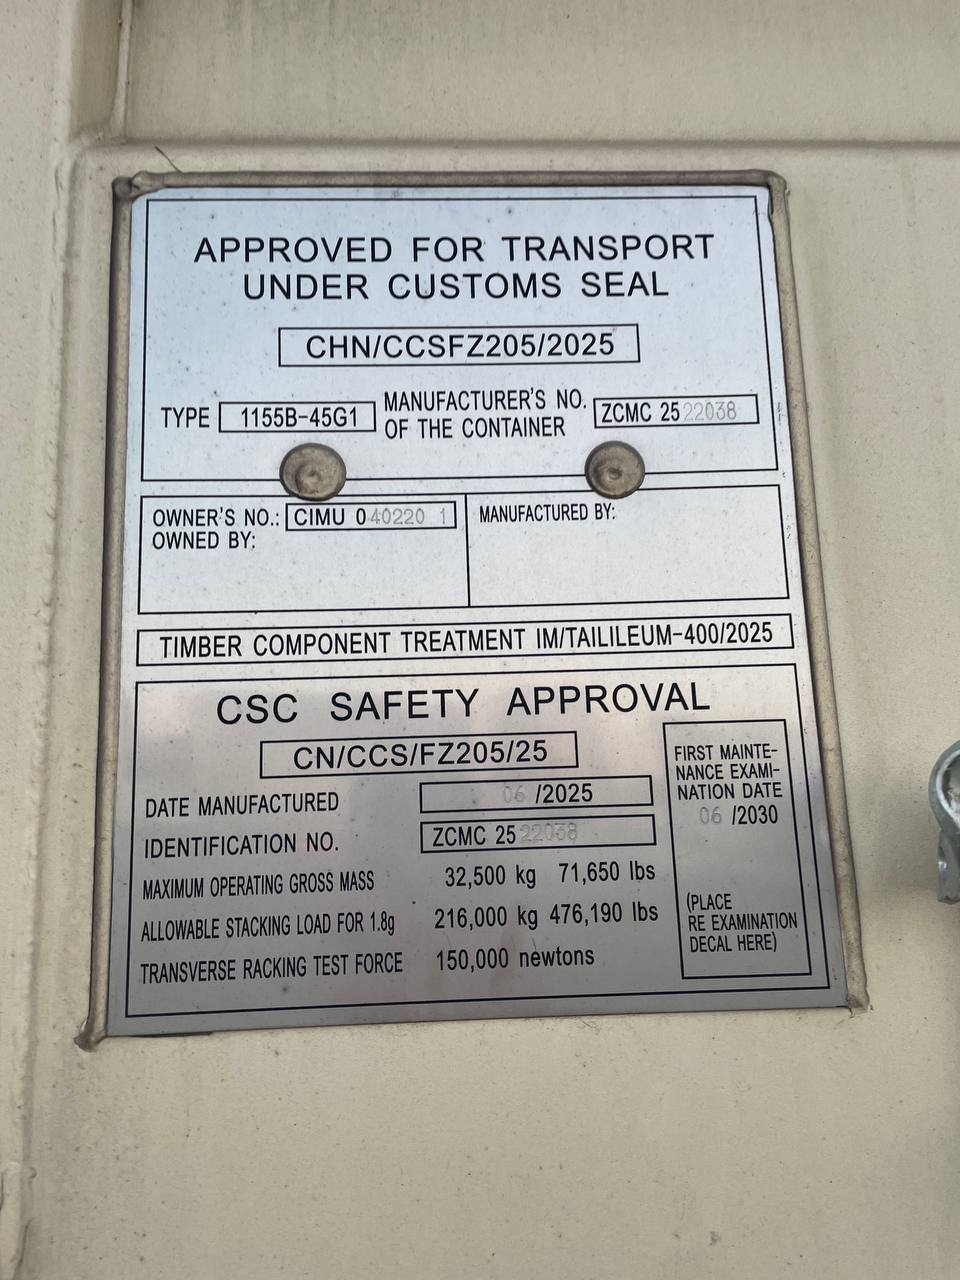 APPROVED FOR TRANSPORT
UNDER CUSTOMS SEAL
CHN/CCSFZ205/2025
TYPE 1155B-45G1 MANUFACTURER'S NO. OF THE CONTAINER ZCMC 2522038
OWNER'S NO.: CIMU 040220 1
OWNED BY:
MANUFACTURED BY:
TIMBER COMPONENT TREATMENT IM/TAILILEUM-400/2025
CSC SAFETY APPROVAL
CN/CCS/FZ205/25
DATE MANUFACTURED 06 /2025
IDENTIFICATION NO. ZCMC 2522038
MAXIMUM OPERATING GROSS MASS 32,500 kg 71,650 lbs
ALLOWABLE STACKING LOAD FOR 1.8g 216,000 kg 476,190 lbs
TRANSVERSE RACKING TEST FORCE 150,000 newtons
FIRST MAINTE-
NANCE EXAMI-
NATION DATE
06 /2030
(PLACE
RE EXAMINATION
DECAL HERE)